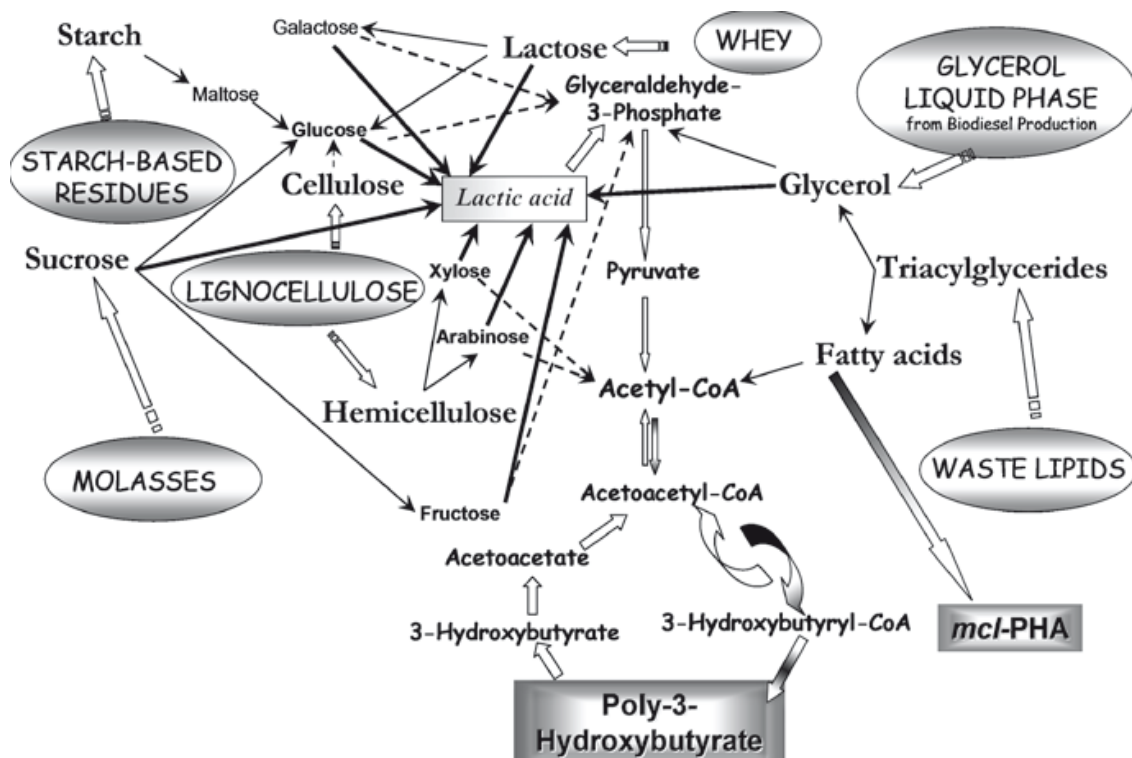 Starch
Galactose
Lactose
WHEY
Maltose
Glyceraldehyde-
3-Phosphate
GLYCEROL
LIQUID PHASE
from Biodiesel Production
Glucose
STARCH-BASED
RESIDUES
Cellulose
Lactic acid
Glycerol
Sucrose
LIGNOCELLULOSE
Xylose
Pyruvate
Triacylglycerides
Arabinose
Fatty acids
Hemicellulose
Acetyl-CoA
MOLASSES
WASTE LIPIDS
Acetoacetyl-CoA
Fructose
Acetoacetate
3-Hydroxybutyrate
3-Hydroxybutyryl-CoA
mcl-PHA
Poly-3-
Hydroxybutyrate